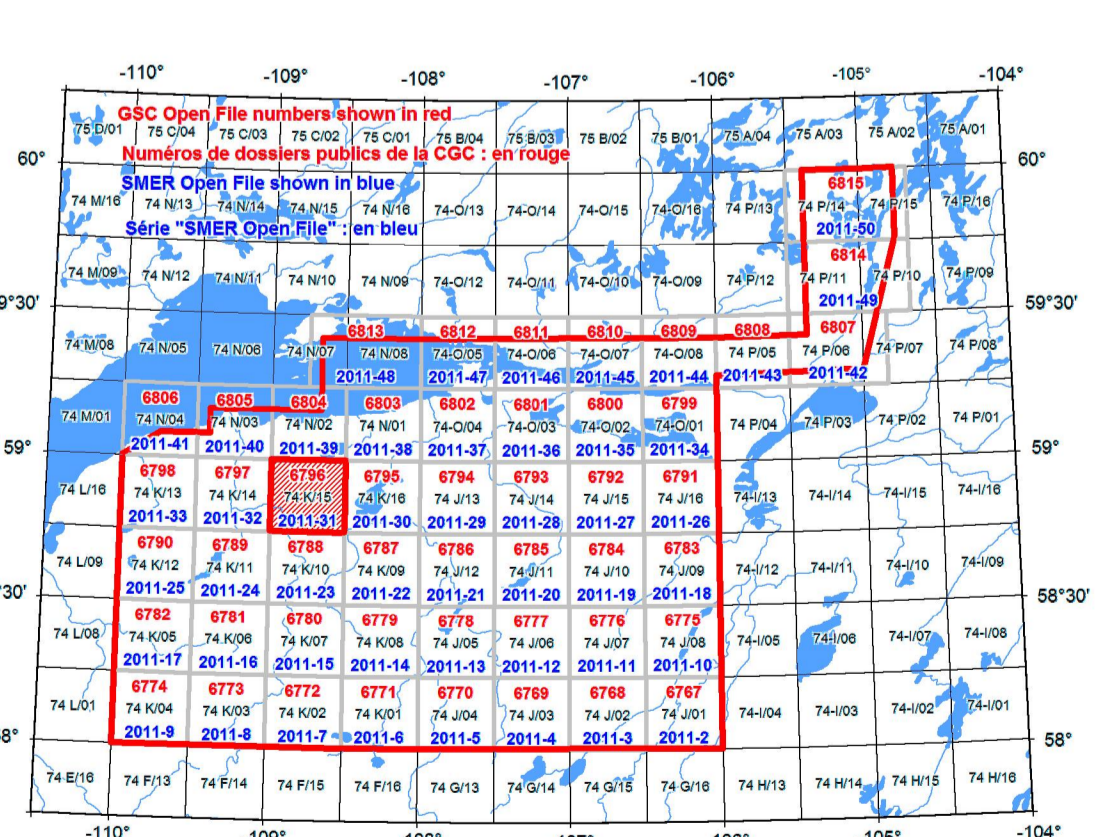 -110° -109° -108° -107° -106° -105° -104°
GSC Open File numbers shown in red
75 D/01 75 C/04 75 C/03 75 C/02 75 C/01 75 B/04 75 B/03 75 B/02 75 B/01 75 A/04 75 A/03 75 A/02 75 A/01
Numéros de dossiers publics de la CGC : en rouge
60° 60°
SMER Open File shown in blue
6815
74 M/16 74 N/13 74 N/14 74 N/15 74 N/16 74-O/13 74-O/14 74-O/15 74-O/16 74 P/13 74 P/14 74 P/15 74 P/16
Série "SMER Open File" : en bleu
2011-50
6814
74 M/09 74 N/12 74 N/11 74 N/10 74 N/09 74-O/12 74-O/11 74-O/10 74-O/09 74 P/12 74 P/11 74 P/10 74 P/09
2011-49
9°30' 59°30'
6813 6812 6811 6810 6809 6808 6807
74 M/08 74 N/05 74 N/06 74 N/07 74 N/08 74-O/05 74-O/06 74-O/07 74-O/08 74 P/05 74 P/06 74 P/07 74 P/08
2011-48 2011-47 2011-46 2011-45 2011-44 2011-43 2011-42
6806 6805 6804 6803 6802 6801 6800 6799
74 M/01 74 N/04 74 N/03 74 N/02 74 N/01 74-O/04 74-O/03 74-O/02 74-O/01 74 P/04 74 P/03 74 P/02 74 P/01
2011-41 2011-40 2011-39 2011-38 2011-37 2011-36 2011-35 2011-34
59° 59°
6798 6797 6796 6795 6794 6793 6792 6791
74 L/16 74 K/13 74 K/14 74 K/15 74 K/16 74 J/13 74 J/14 74 J/15 74 J/16 74-I/13 74-I/14 74-I/15 74-I/16
2011-33 2011-32 2011-31 2011-30 2011-29 2011-28 2011-27 2011-26
6790 6789 6788 6787 6786 6785 6784 6783
74 L/09 74 K/12 74 K/11 74 K/10 74 K/09 74 J/12 74 J/11 74 J/10 74 J/09 74-I/12 74-I/11 74-I/10 74-I/09
2011-25 2011-24 2011-23 2011-22 2011-21 2011-20 2011-19 2011-18
30' 58°30'
6782 6781 6780 6779 6778 6777 6776 6775
74 L/08 74 K/05 74 K/06 74 K/07 74 K/08 74 J/05 74 J/06 74 J/07 74 J/08 74-I/05 74-I/06 74-I/07 74-I/08
2011-17 2011-16 2011-15 2011-14 2011-13 2011-12 2011-11 2011-10
6774 6773 6772 6771 6770 6769 6768 6767
74 L/01 74 K/04 74 K/03 74 K/02 74 K/01 74 J/04 74 J/03 74 J/02 74 J/01 74-I/04 74-I/03 74-I/02 74-I/01
2011-9 2011-8 2011-7 2011-6 2011-5 2011-4 2011-3 2011-2
8° 58°
74-E/16 74 F/13 74 F/14 74 F/15 74 F/16 74 G/13 74 G/14 74 G/15 74 G/16 74 H/13 74 H/14 74 H/15 74 H/16
-110° -109° -108° -107° -106° -105° -104°